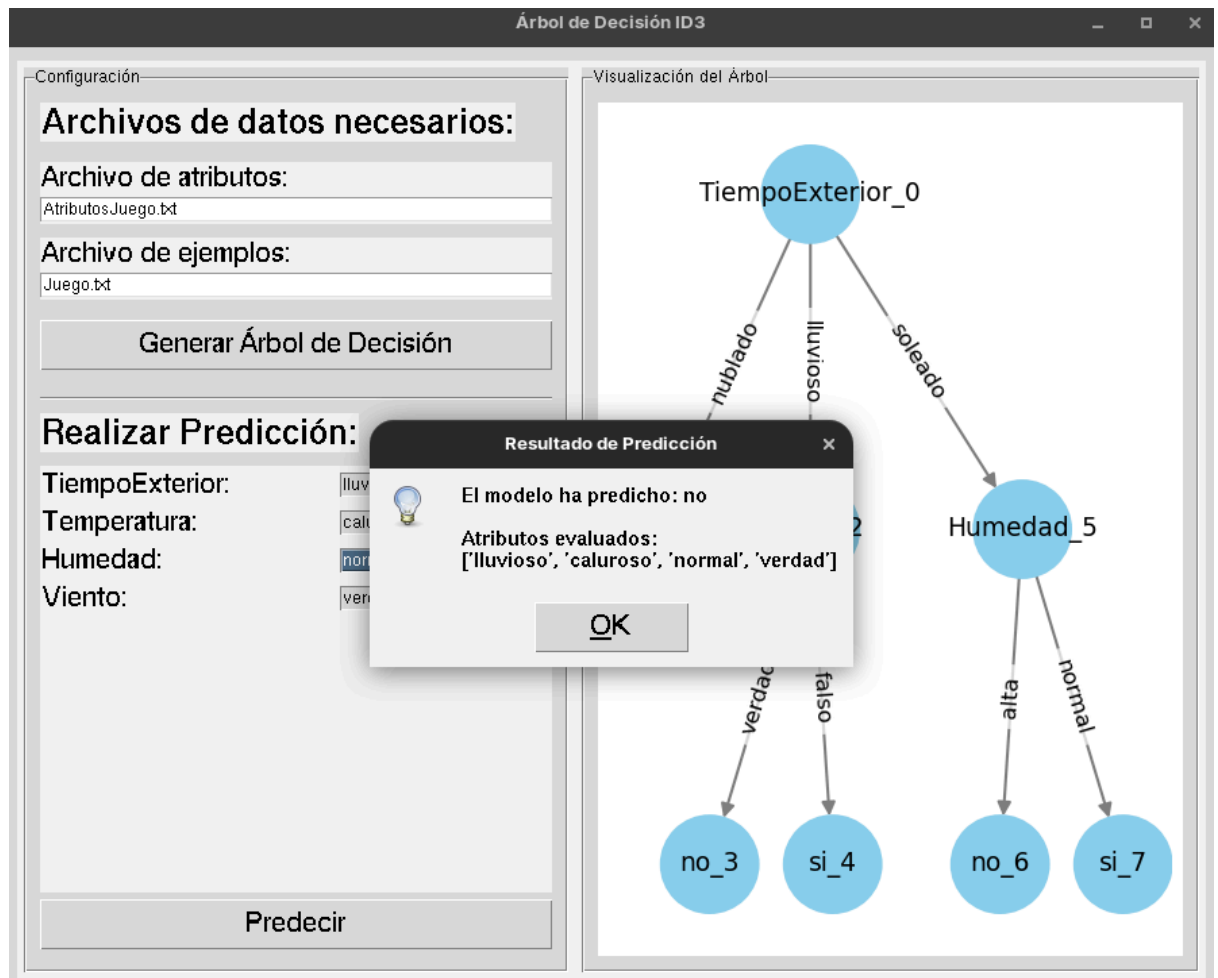 Árbol de Decisión ID3
Configuración
Archivos de datos necesarios:
Archivo de atributos:
AtributosJuego.txt
Archivo de ejemplos:
Juego.txt
Generar Árbol de Decisión
Realizar Predicción:
TiempoExterior:
Temperatura:
Humedad:
Viento:
Predecir
Resultado de Predicción
El modelo ha predicho: no
Atributos evaluados:
['lluvioso', 'caluroso', 'normal', 'verdad']
OK
Visualización del Árbol
TiempoExterior_0
nublado
lluvioso
soleado
Humedad_5
falso
alta
normal
no_3
si_4
no_6
si_7